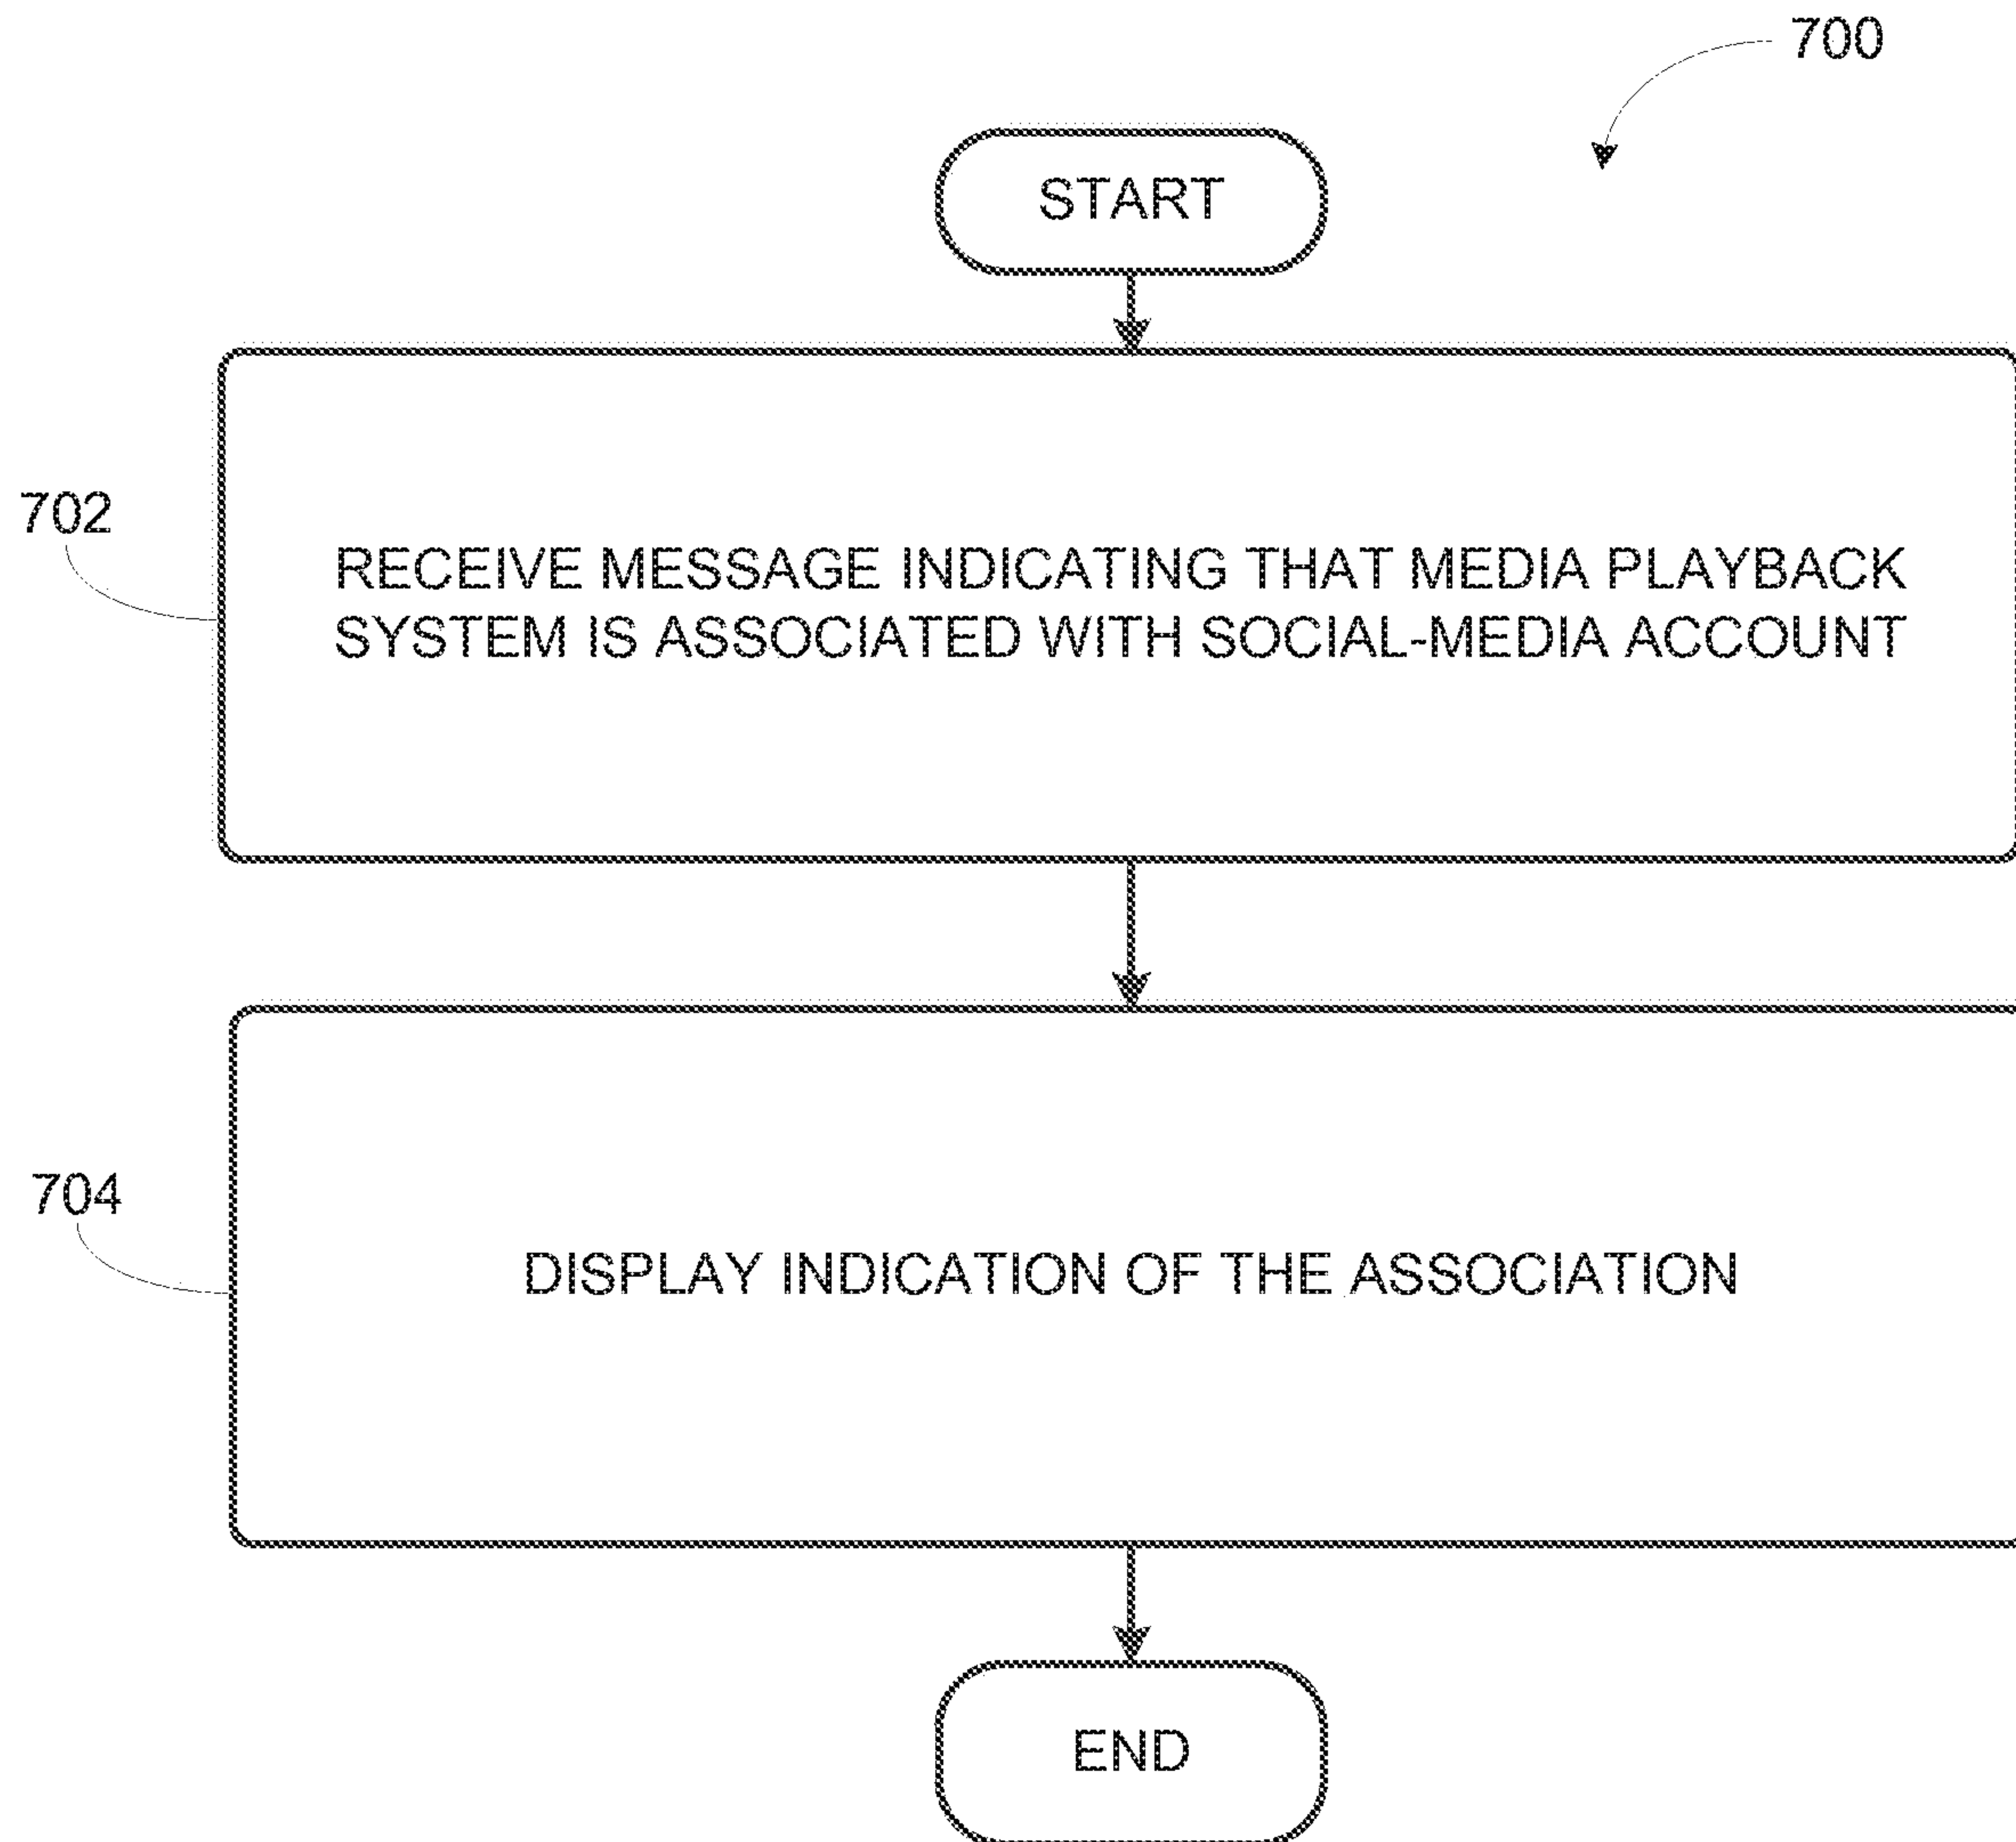 700
START
702
RECEIVE MESSAGE INDICATING THAT MEDIA PLAYBACK
SYSTEM IS ASSOCIATED WITH SOCIAL-MEDIA ACCOUNT
704
DISPLAY INDICATION OF THE ASSOCIATION
END